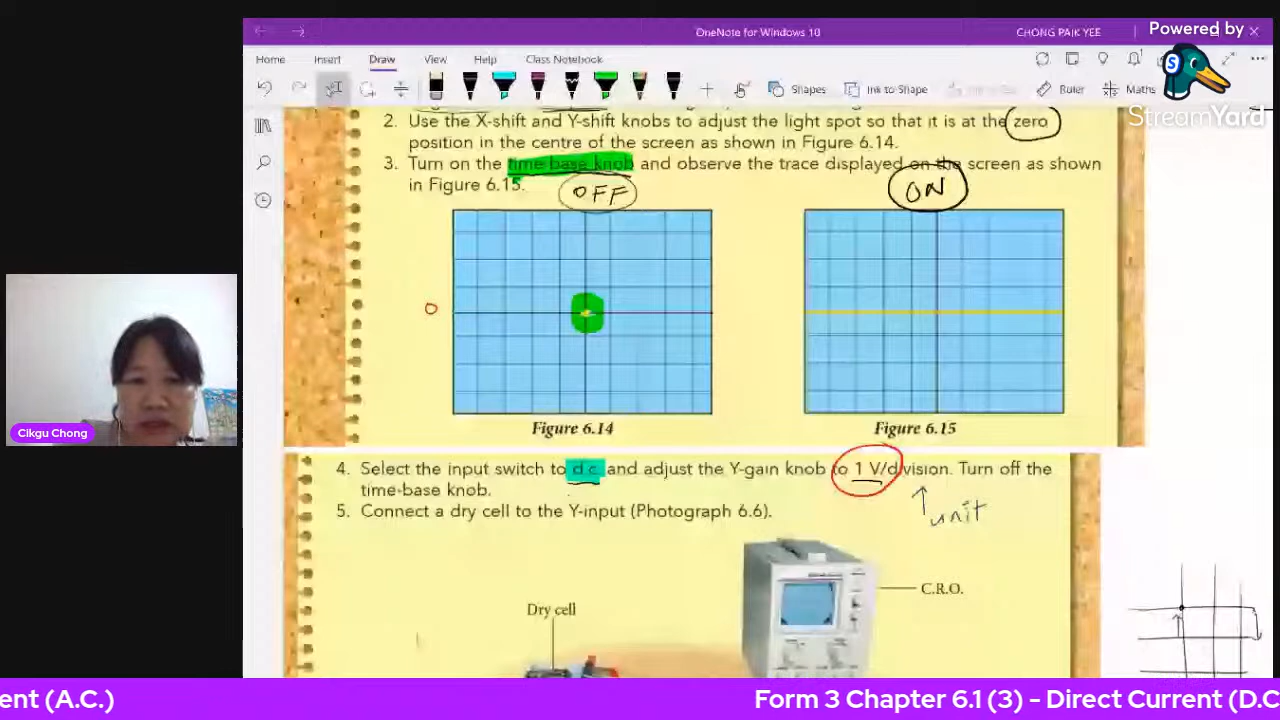 OneNote for Windows 10
CHONG PAIK YEE
Powered by
StreamYard
Home Insert Draw View Help Class Notebook
Shapes Ink to Shape Ruler Maths
2. Use the X-shift and Y-shift knobs to adjust the light spot so that it is at the zero
position in the centre of the screen as shown in Figure 6.14.
3. Turn on the time base knob and observe the trace displayed on the screen as shown
in Figure 6.15.
OFF
ON
0
Figure 6.14
Figure 6.15
4. Select the input switch to d.c. and adjust the Y-gain knob to 1 V/division. Turn off the
time-base knob.
unit
5. Connect a dry cell to the Y-input (Photograph 6.6).
C.R.O.
Dry cell
Cikgu Chong
ent (A.C.)
Form 3 Chapter 6.1 (3) - Direct Current (D.C